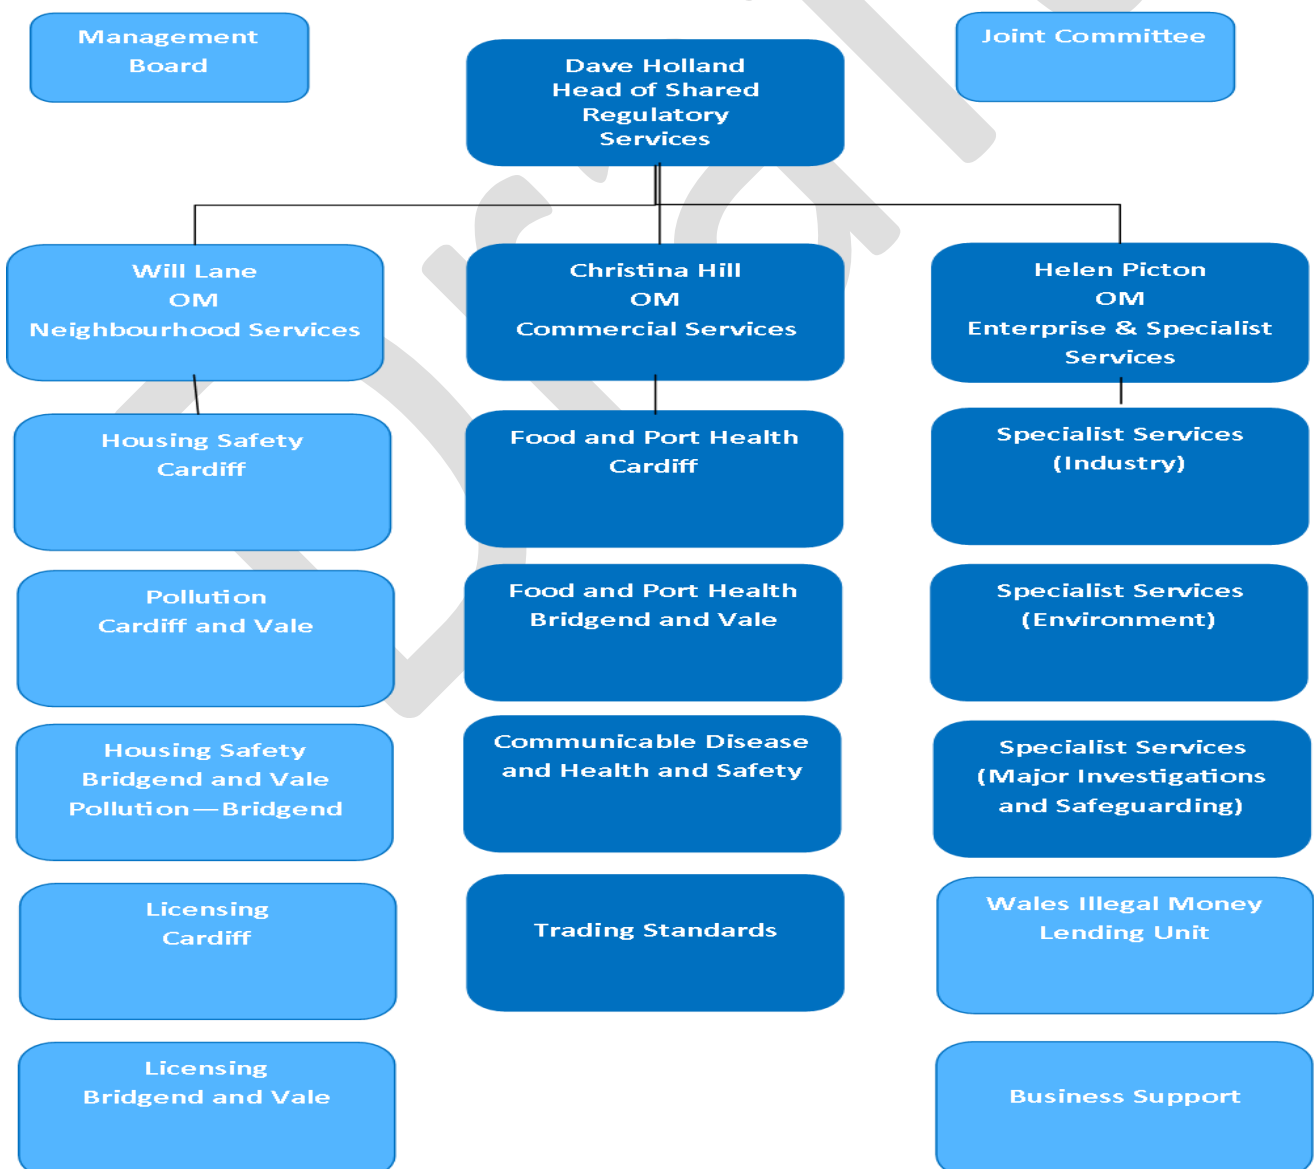 Management
Board
Joint Committee
Dave Holland
Head of Shared
Regulatory
Services
Will Lane
OM
Neighbourhood Services
Christina Hill
OM
Commercial Services
Helen Picton
OM
Enterprise & Specialist
Services
Housing Safety
Cardiff
Food and Port Health
Cardiff
Specialist Services
(Industry)
Pollution
Cardiff and Vale
Food and Port Health
Bridgend and Vale
Specialist Services
(Environment)
Housing Safety
Bridgend and Vale
Pollution—Bridgend
Communicable Disease
and Health and Safety
Specialist Services
(Major Investigations
and Safeguarding)
Licensing
Cardiff
Trading Standards
Wales Illegal Money
Lending Unit
Licensing
Bridgend and Vale
Business Support